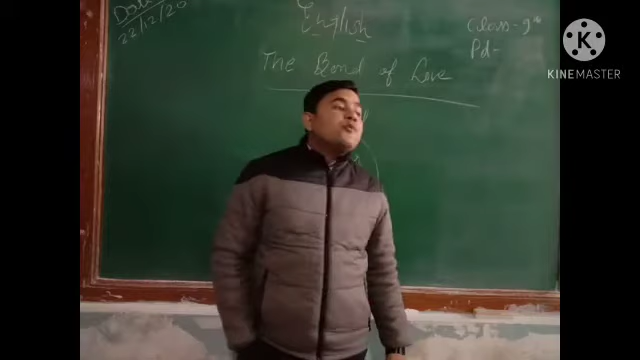 Date
22/12/20
English
Class - 9th
Pd-
The Bond of Love
KINEMASTER